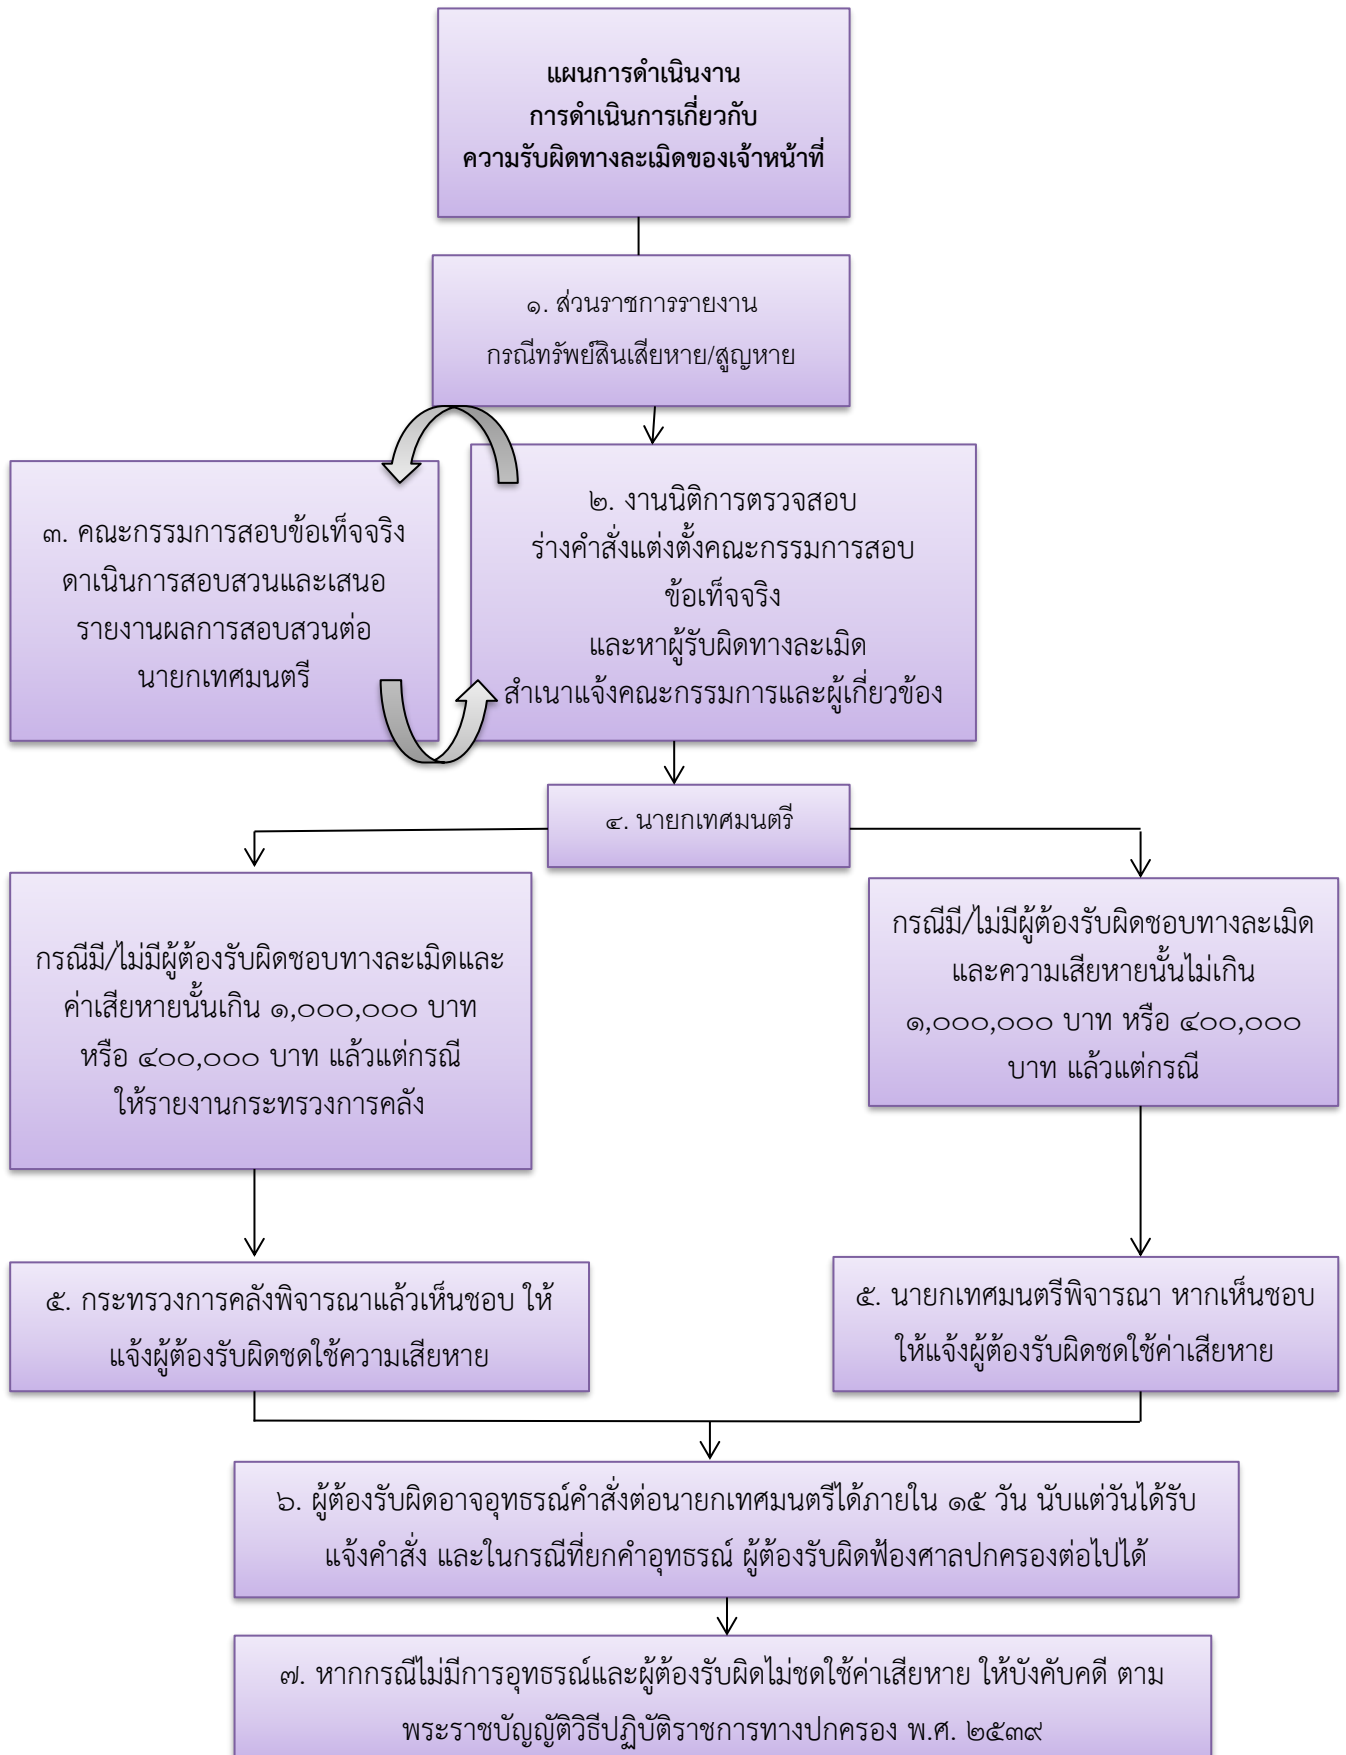 แผนการดำเนินงาน
การดำเนินการเกี่ยวกับ
ความรับผิดทางละเมิดของเจ้าหน้าที่
๑. ส่วนราชการรายงาน
กรณีทรัพย์สินเสียหาย/สูญหาย
๒. งานนิติการตรวจสอบ
ร่างคำสั่งแต่งตั้งคณะกรรมการสอบ
ข้อเท็จจริง
และหาผู้รับผิดทางละเมิด
สำเนาแจ้งคณะกรรมการและผู้เกี่ยวข้อง
๓. คณะกรรมการสอบข้อเท็จจริง
ดาเนินการสอบสวนและเสนอ
รายงานผลการสอบสวนต่อ
นายกเทศมนตรี
๔. นายกเทศมนตรี
กรณีมี/ไม่มีผู้ต้องรับผิดชอบทางละเมิดและ
ค่าเสียหายนั้นเกิน ๑,๐๐๐,๐๐๐ บาท
หรือ ๔๐๐,๐๐๐ บาท แล้วแต่กรณี
ให้รายงานกระทรวงการคลัง
กรณีมี/ไม่มีผู้ต้องรับผิดชอบทางละเมิด
และความเสียหายนั้นไม่เกิน
๑,๐๐๐,๐๐๐ บาท หรือ ๔๐๐,๐๐๐
บาท แล้วแต่กรณี
๕. กระทรวงการคลังพิจารณาแล้วเห็นชอบ ให้
แจ้งผู้ต้องรับผิดชดใช้ความเสียหาย
๕. นายกเทศมนตรีพิจารณา หากเห็นชอบ
ให้แจ้งผู้ต้องรับผิดชดใช้ค่าเสียหาย
๖. ผู้ต้องรับผิดอาจอุทธรณ์คำสั่งต่อนายกเทศมนตรีได้ภายใน ๑๕ วัน นับแต่วันได้รับ
แจ้งคำสั่ง และในกรณีที่ยกคำอุทธรณ์ ผู้ต้องรับผิดฟ้องศาลปกครองต่อไปได้
๗. หากกรณีไม่มีการอุทธรณ์และผู้ต้องรับผิดไม่ชดใช้ค่าเสียหาย ให้บังคับคดี ตาม
พระราชบัญญัติวิธีปฏิบัติราชการทางปกครอง พ.ศ. ๒๕๓๙